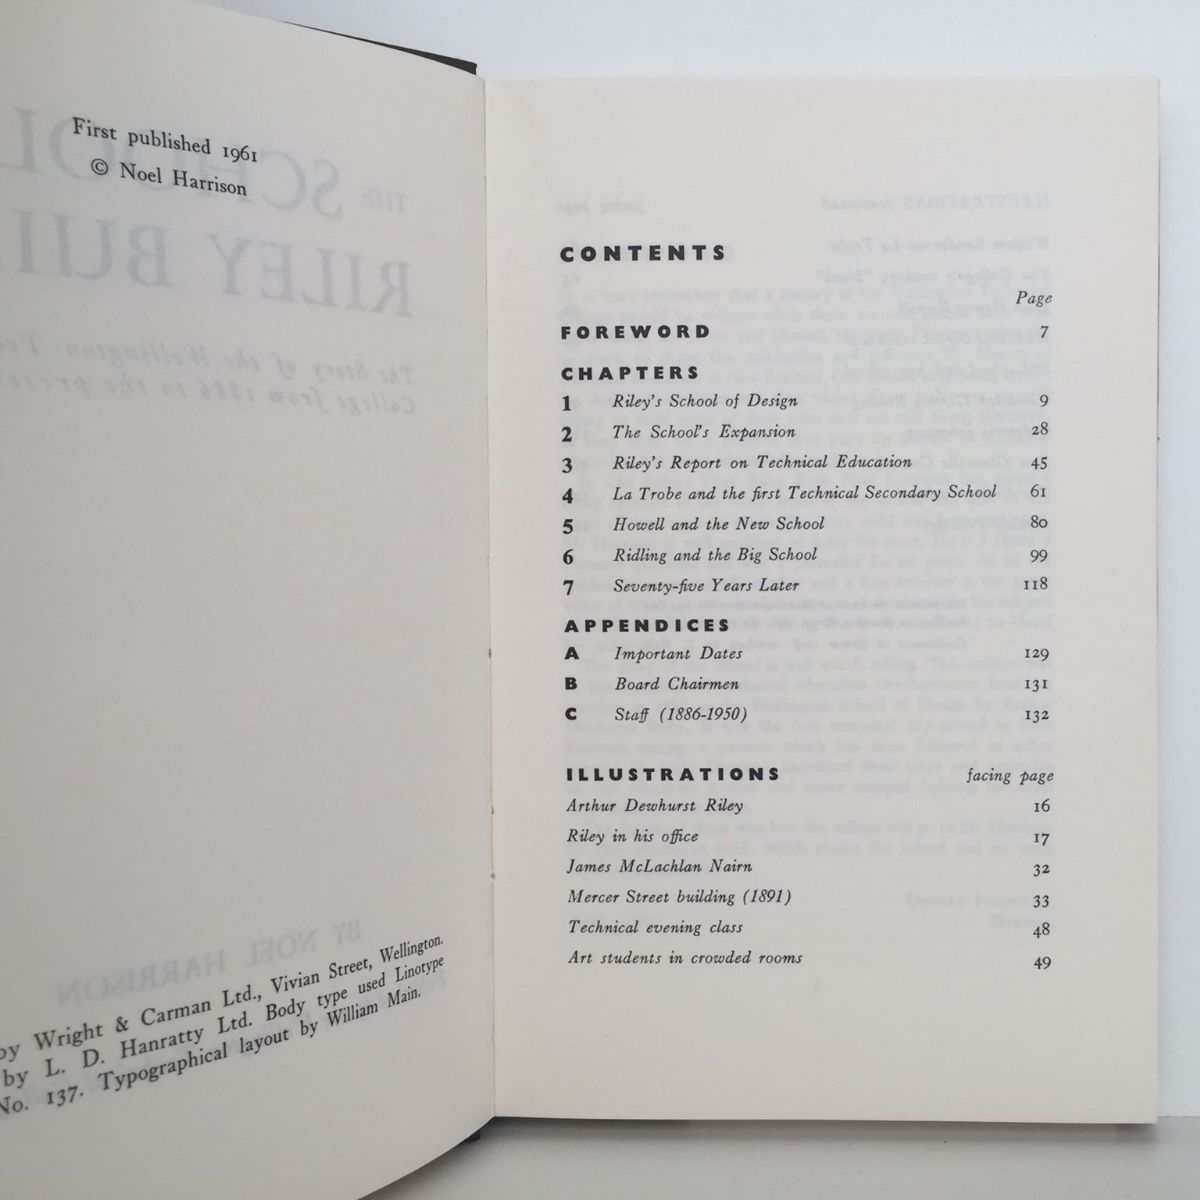 First published 1961
© Noel Harrison
by Wright & Carman Ltd., Vivian Street, Wellington.
by L. D. Hanratty Ltd. Body type used Linotype
No. 137. Typographical layout by William Main.
CONTENTS
Page
FOREWORD 7
CHAPTERS
1 Riley's School of Design 9
2 The School's Expansion 28
3 Riley's Report on Technical Education 45
4 La Trobe and the first Technical Secondary School 61
5 Howell and the New School 80
6 Ridling and the Big School 99
7 Seventy-five Years Later 118
APPENDICES
A Important Dates 129
B Board Chairmen 131
C Staff (1886-1950) 132
ILLUSTRATIONS facing page
Arthur Dewhurst Riley 16
Riley in his office 17
James McLachlan Nairn 32
Mercer Street building (1891) 33
Technical evening class 48
Art students in crowded rooms 49